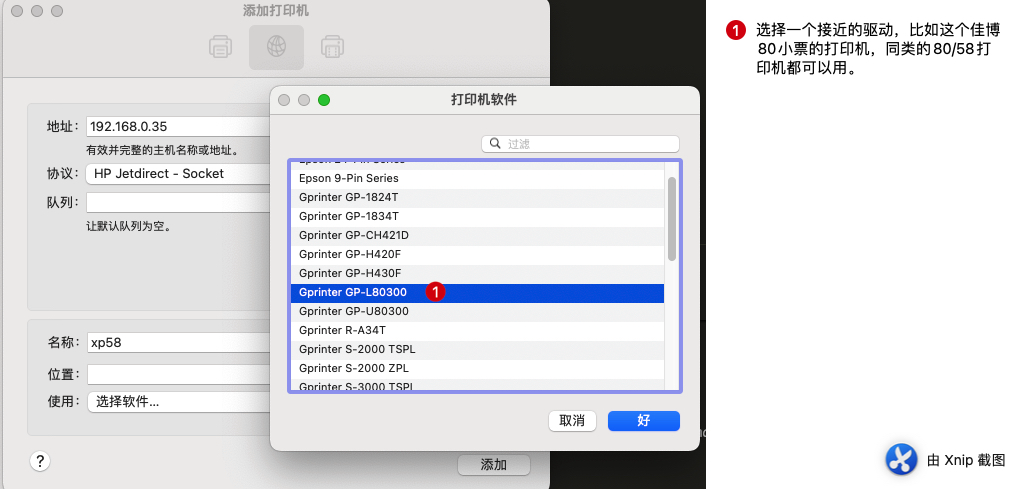 添加打印机
1 选择一个接近的驱动，比如这个佳博
80小票的打印机，同类的80/58打
印机都可以用。
打印机软件
过滤
地址： 192.168.0.35
有效并完整的主机名称或地址。
协议： HP Jetdirect – Socket
队列：
让默认队列为空。
Epson 9-Pin Series
Gprinter GP-1824T
Gprinter GP-1834T
Gprinter GP-CH421D
Gprinter GP-H420F
Gprinter GP-H430F
Gprinter GP-L80300 1
Gprinter GP-U80300
Gprinter R-A34T
Gprinter S-2000 TSPL
Gprinter S-2000 ZPL
Gprinter S-3000 TSPL
名称： xp58
位置：
使用： 选择软件...
取消
好
?
添加
由 Xnip 截图